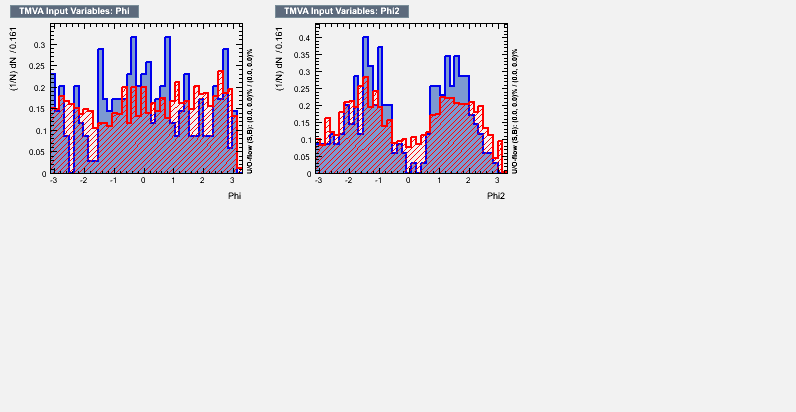 TMVA Input Variables: Phi
(1/N) dN / 0.161
0.3
0.25
0.2
0.15
0.1
0.05
0
-3 -2 -1 0 1 2 3
Phi
U/O-flow (S,B): (0.0, 0.0)% / (0.0, 0.0)%
TMVA Input Variables: Phi2
(1/N) dN / 0.161
0.4
0.35
0.3
0.25
0.2
0.15
0.1
0.05
0
-3 -2 -1 0 1 2 3
Phi2
U/O-flow (S,B): (0.0, 0.0)% / (0.0, 0.0)%